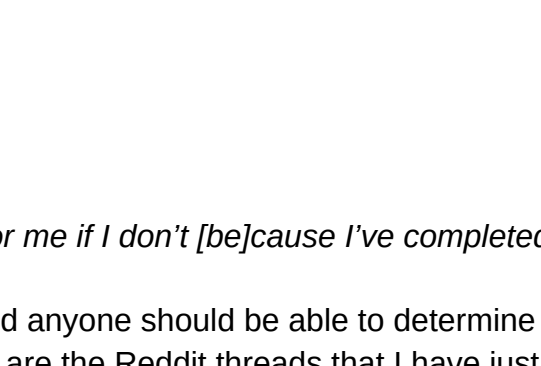 or me if I don’t [be]cause I’ve completed
d anyone should be able to determine
are the Reddit threads that I have just